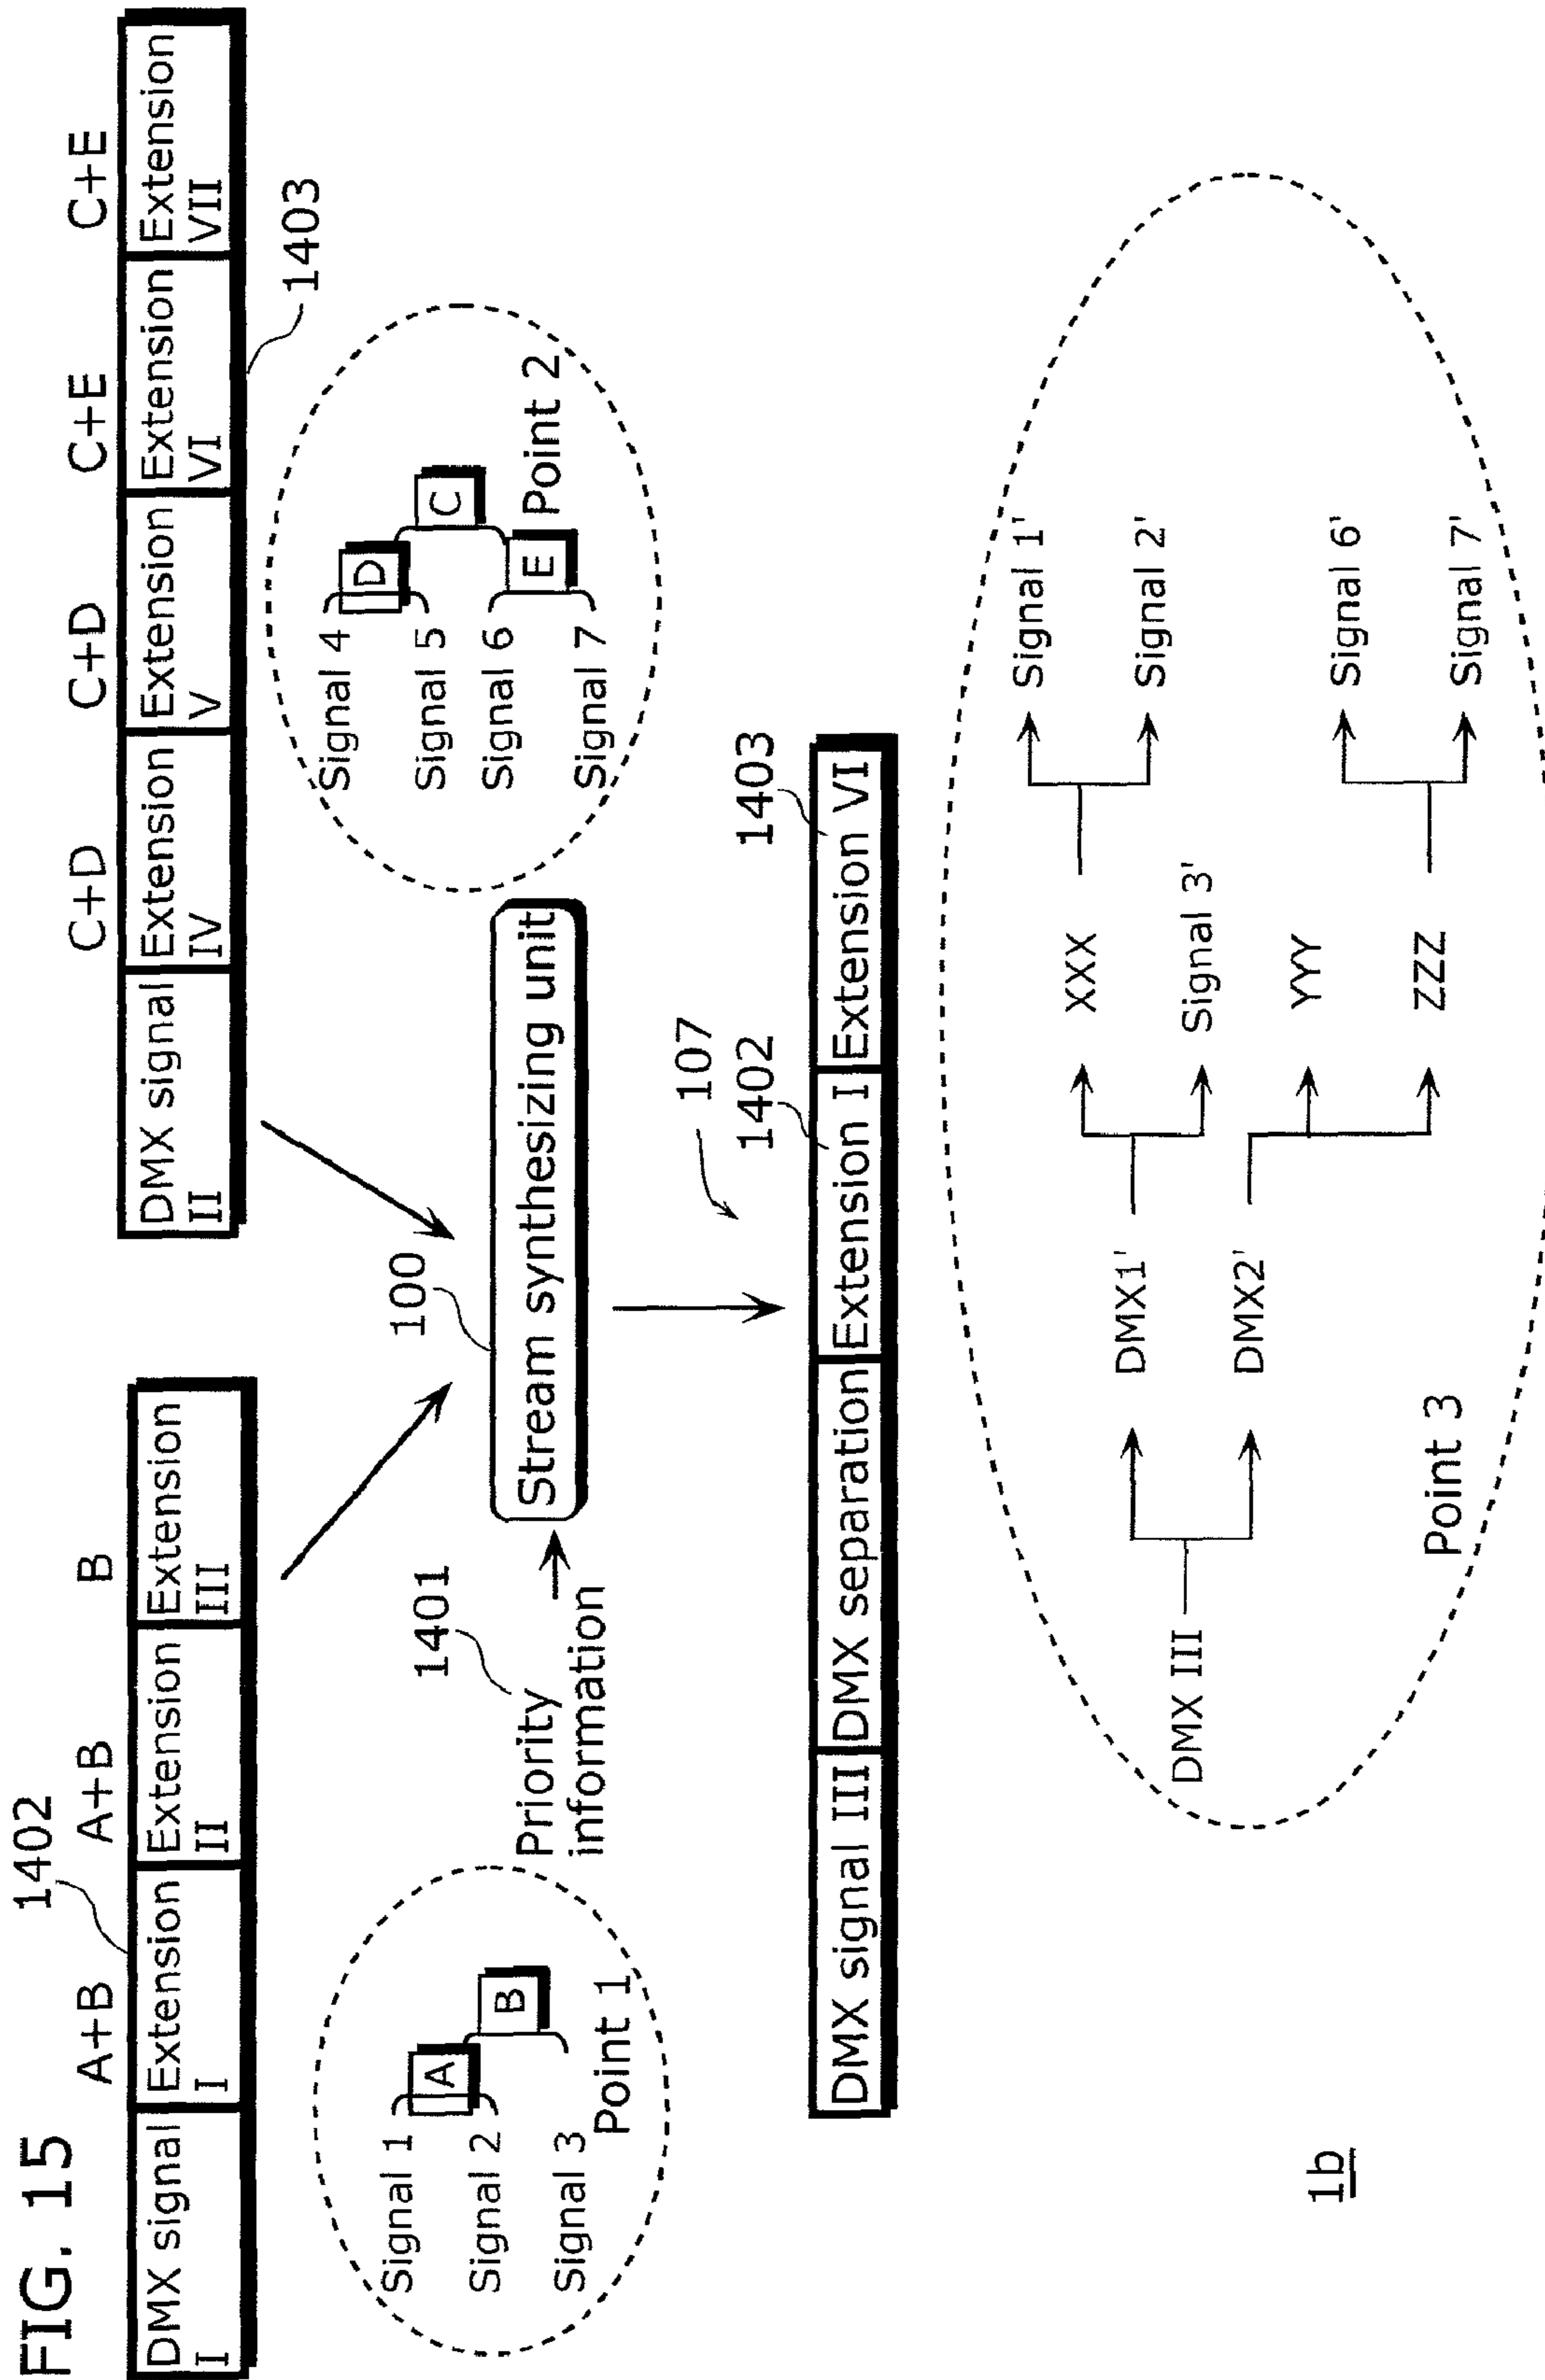 FIG. 15
1402
A+B
A+B
B
DMX signal I
Extension I
Extension II
Extension III
C+D
C+D
C+E
C+E
DMX signal II
Extension IV
Extension V
Extension VI
Extension VII
1403
Signal 1
Signal 2
Signal 3
A
B
Point 1
1401
Priority
information
100
Stream synthesizing unit
Signal 4
Signal 5
Signal 6
Signal 7
D
C
E
Point 2
107
1402
1403
DMX signal III
DMX separation
Extension I
Extension VI
DMX III
DMX1'
DMX2'
XXX
Signal 3'
YYY
ZZZ
Signal 1'
Signal 2'
Signal 6'
Signal 7'
Point 3
1b